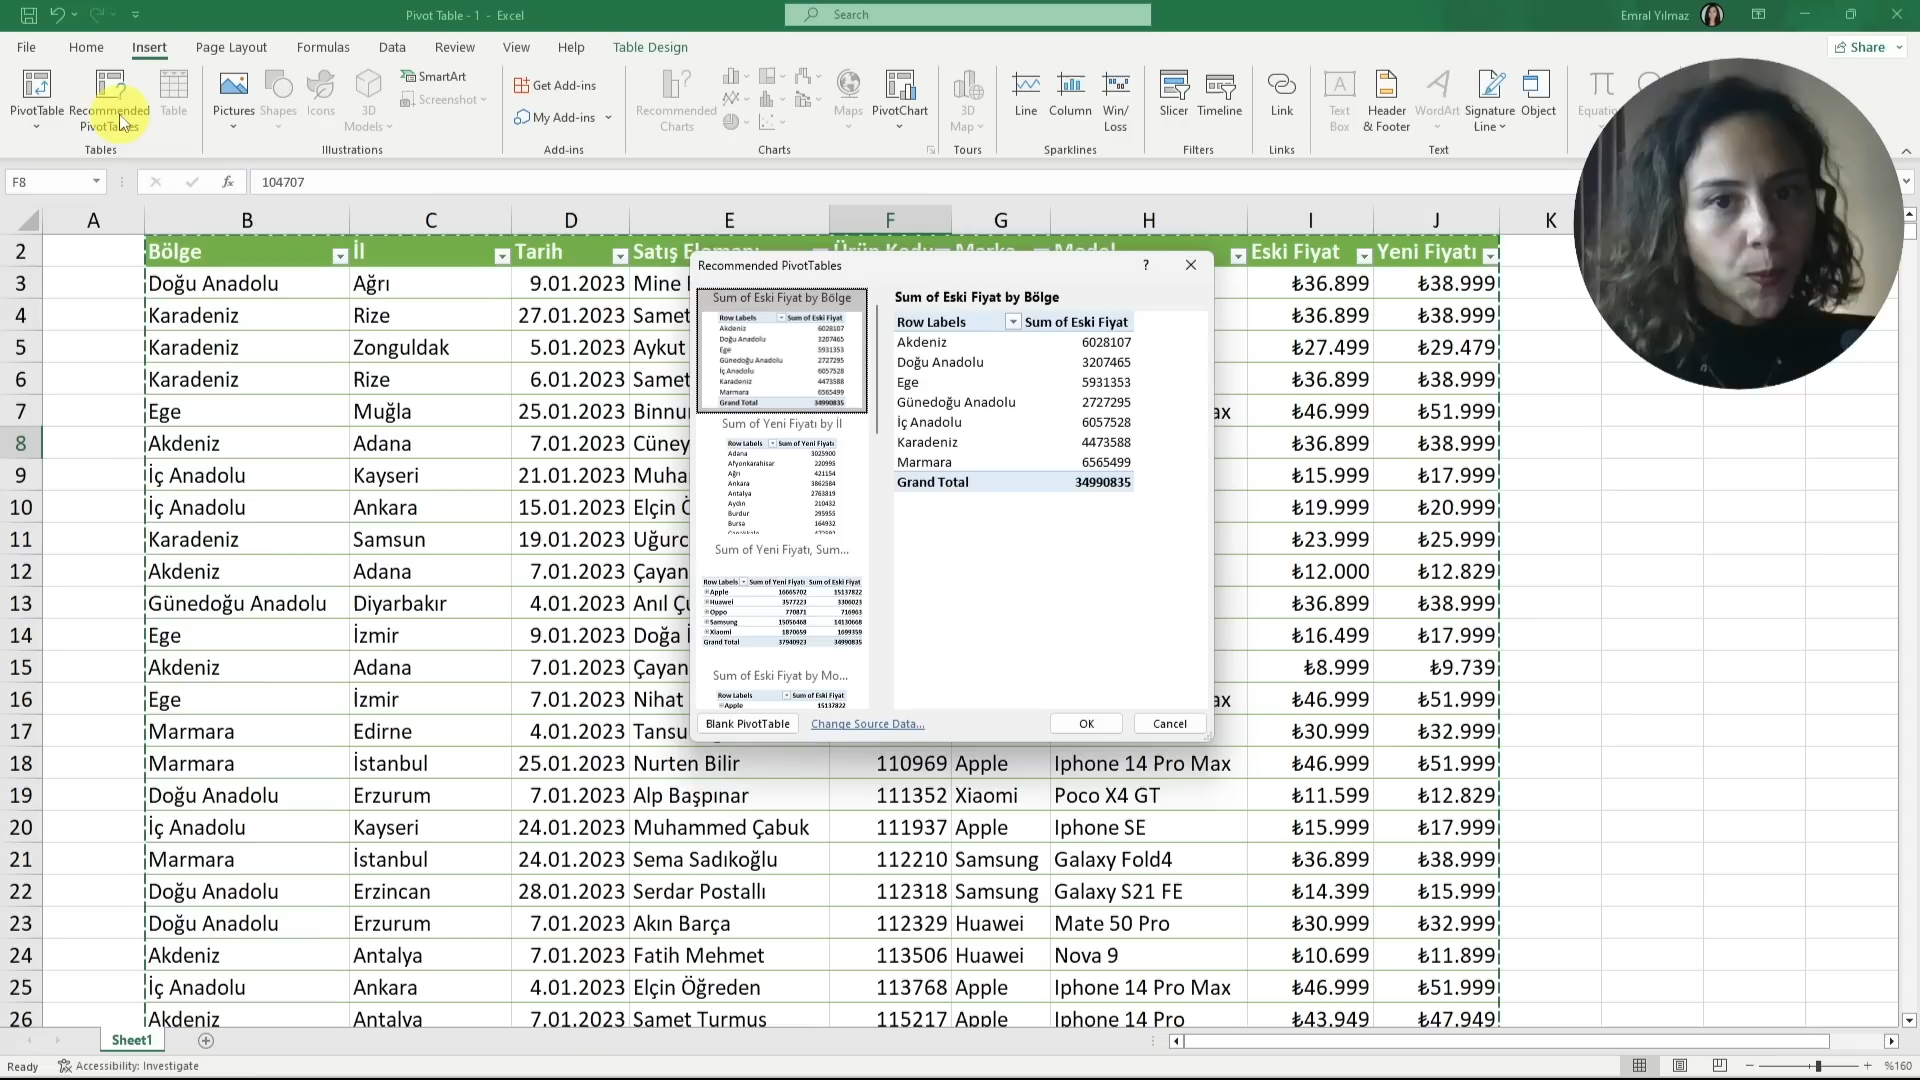 Pivot Table - 1 - Excel
Search
Emral Yılmaz
File Home Insert Page Layout Formulas Data Review View Help Table Design
Share
PivotTable
Recommended PivotTables
Table
Pictures
Shapes
Icons
3D Models
SmartArt
Screenshot
Get Add-ins
My Add-ins
Recommended Charts
Maps
PivotChart
3D Map
Line
Column
Win/ Loss
Slicer
Timeline
Link
Text Box
Header & Footer
WordArt
Signature Line
Object
Tables Illustrations Add-ins Charts Tours Sparklines Filters Links Text
F8
fx
104707
A B C D E F G H I J K
2 Bölge İl Tarih Satış Elemanı Ürün Kodu Marka Model Eski Fiyat Yeni Fiyatı
3 Doğu Anadolu Ağrı 9.01.2023 Mine ₺36.899 ₺38.999
4 Karadeniz Rize 27.01.2023 Samet ₺36.899 ₺38.999
5 Karadeniz Zonguldak 5.01.2023 Aykut ₺27.499 ₺29.479
6 Karadeniz Rize 6.01.2023 Samet ₺36.899 ₺38.999
7 Ege Muğla 25.01.2023 ax ₺46.999 ₺51.999
8 Akdeniz Adana 7.01.2023 ₺36.899 ₺38.999
9 İç Anadolu Kayseri 21.01.2023 ₺15.999 ₺17.999
10 İç Anadolu Ankara 15.01.2023 Elçin ₺19.999 ₺20.999
11 Karadeniz Samsun 19.01.2023 ₺23.999 ₺25.999
12 Akdeniz Adana 7.01.2023 Çayan ₺12.000 ₺12.829
13 Günedoğu Anadolu Diyarbakır 4.01.2023 Anıl ₺36.899 ₺38.999
14 Ege İzmir 9.01.2023 Doğa ₺16.499 ₺17.999
15 Akdeniz Adana 7.01.2023 Çayan ₺8.999 ₺9.739
16 Ege İzmir 7.01.2023 Nihat ax ₺46.999 ₺51.999
17 Marmara Edirne 4.01.2023 Tansu ₺30.999 ₺32.999
18 Marmara İstanbul 25.01.2023 Nurten Bilir 110969 Apple Iphone 14 Pro Max ₺46.999 ₺51.999
19 Doğu Anadolu Erzurum 7.01.2023 Alp Başpınar 111352 Xiaomi Poco X4 GT ₺11.599 ₺12.829
20 İç Anadolu Kayseri 24.01.2023 Muhammed Çabuk 111937 Apple Iphone SE ₺15.999 ₺17.999
21 Marmara İstanbul 24.01.2023 Sema Sadıkoğlu 112210 Samsung Galaxy Fold4 ₺36.899 ₺38.999
22 Doğu Anadolu Erzincan 28.01.2023 Serdar Postallı 112318 Samsung Galaxy S21 FE ₺14.399 ₺15.999
23 Doğu Anadolu Erzurum 7.01.2023 Akın Barça 112329 Huawei Mate 50 Pro ₺30.999 ₺32.999
24 Akdeniz Antalya 7.01.2023 Fatih Mehmet 113506 Huawei Nova 9 ₺10.699 ₺11.899
25 İç Anadolu Ankara 4.01.2023 Elçin Öğreden 113768 Apple Iphone 14 Pro Max ₺46.999 ₺51.999
26 Akdeniz Antalya 7.01.2023 Samet Turmuş 115217 Apple Iphone 14 Pro ₺43.949 ₺47.949
Recommended PivotTables
?
Sum of Eski Fiyat by Bölge
Row Labels Sum of Eski Fiyat
Akdeniz 6028107
Doğu Anadolu 3207465
Ege 5931353
Günedoğu Anadolu 2727295
İç Anadolu 6057528
Karadeniz 4473588
Marmara 6565499
Grand Total 34990835
Sum of Yeni Fiyatı by İl
Row Labels Sum of Yeni Fiyatı
Adana 3025900
Afyonkarahisar 220995
Ağrı 421154
Ankara 3862584
Antalya 2763819
Aydın 210432
Burdur 295955
Bursa 164932
Sum of Yeni Fiyatı, Sum...
Row Labels Sum of Yeni Fiyatı Sum of Eski Fiyat
Apple 16665702 15137822
Huawei 3577223 3306023
Oppo 770871 716963
Samsung 15056468 14130668
Xiaomi 1870659 1699359
Grand Total 37940923 34990835
Sum of Eski Fiyat by Mo...
Row Labels Sum of Eski Fiyat
Apple 15137822
Sum of Eski Fiyat by Bölge
Row Labels Sum of Eski Fiyat
Akdeniz 6028107
Doğu Anadolu 3207465
Ege 5931353
Günedoğu Anadolu 2727295
İç Anadolu 6057528
Karadeniz 4473588
Marmara 6565499
Grand Total 34990835
Blank PivotTable Change Source Data... OK Cancel
Sheet1
Ready Accessibility: Investigate
%160